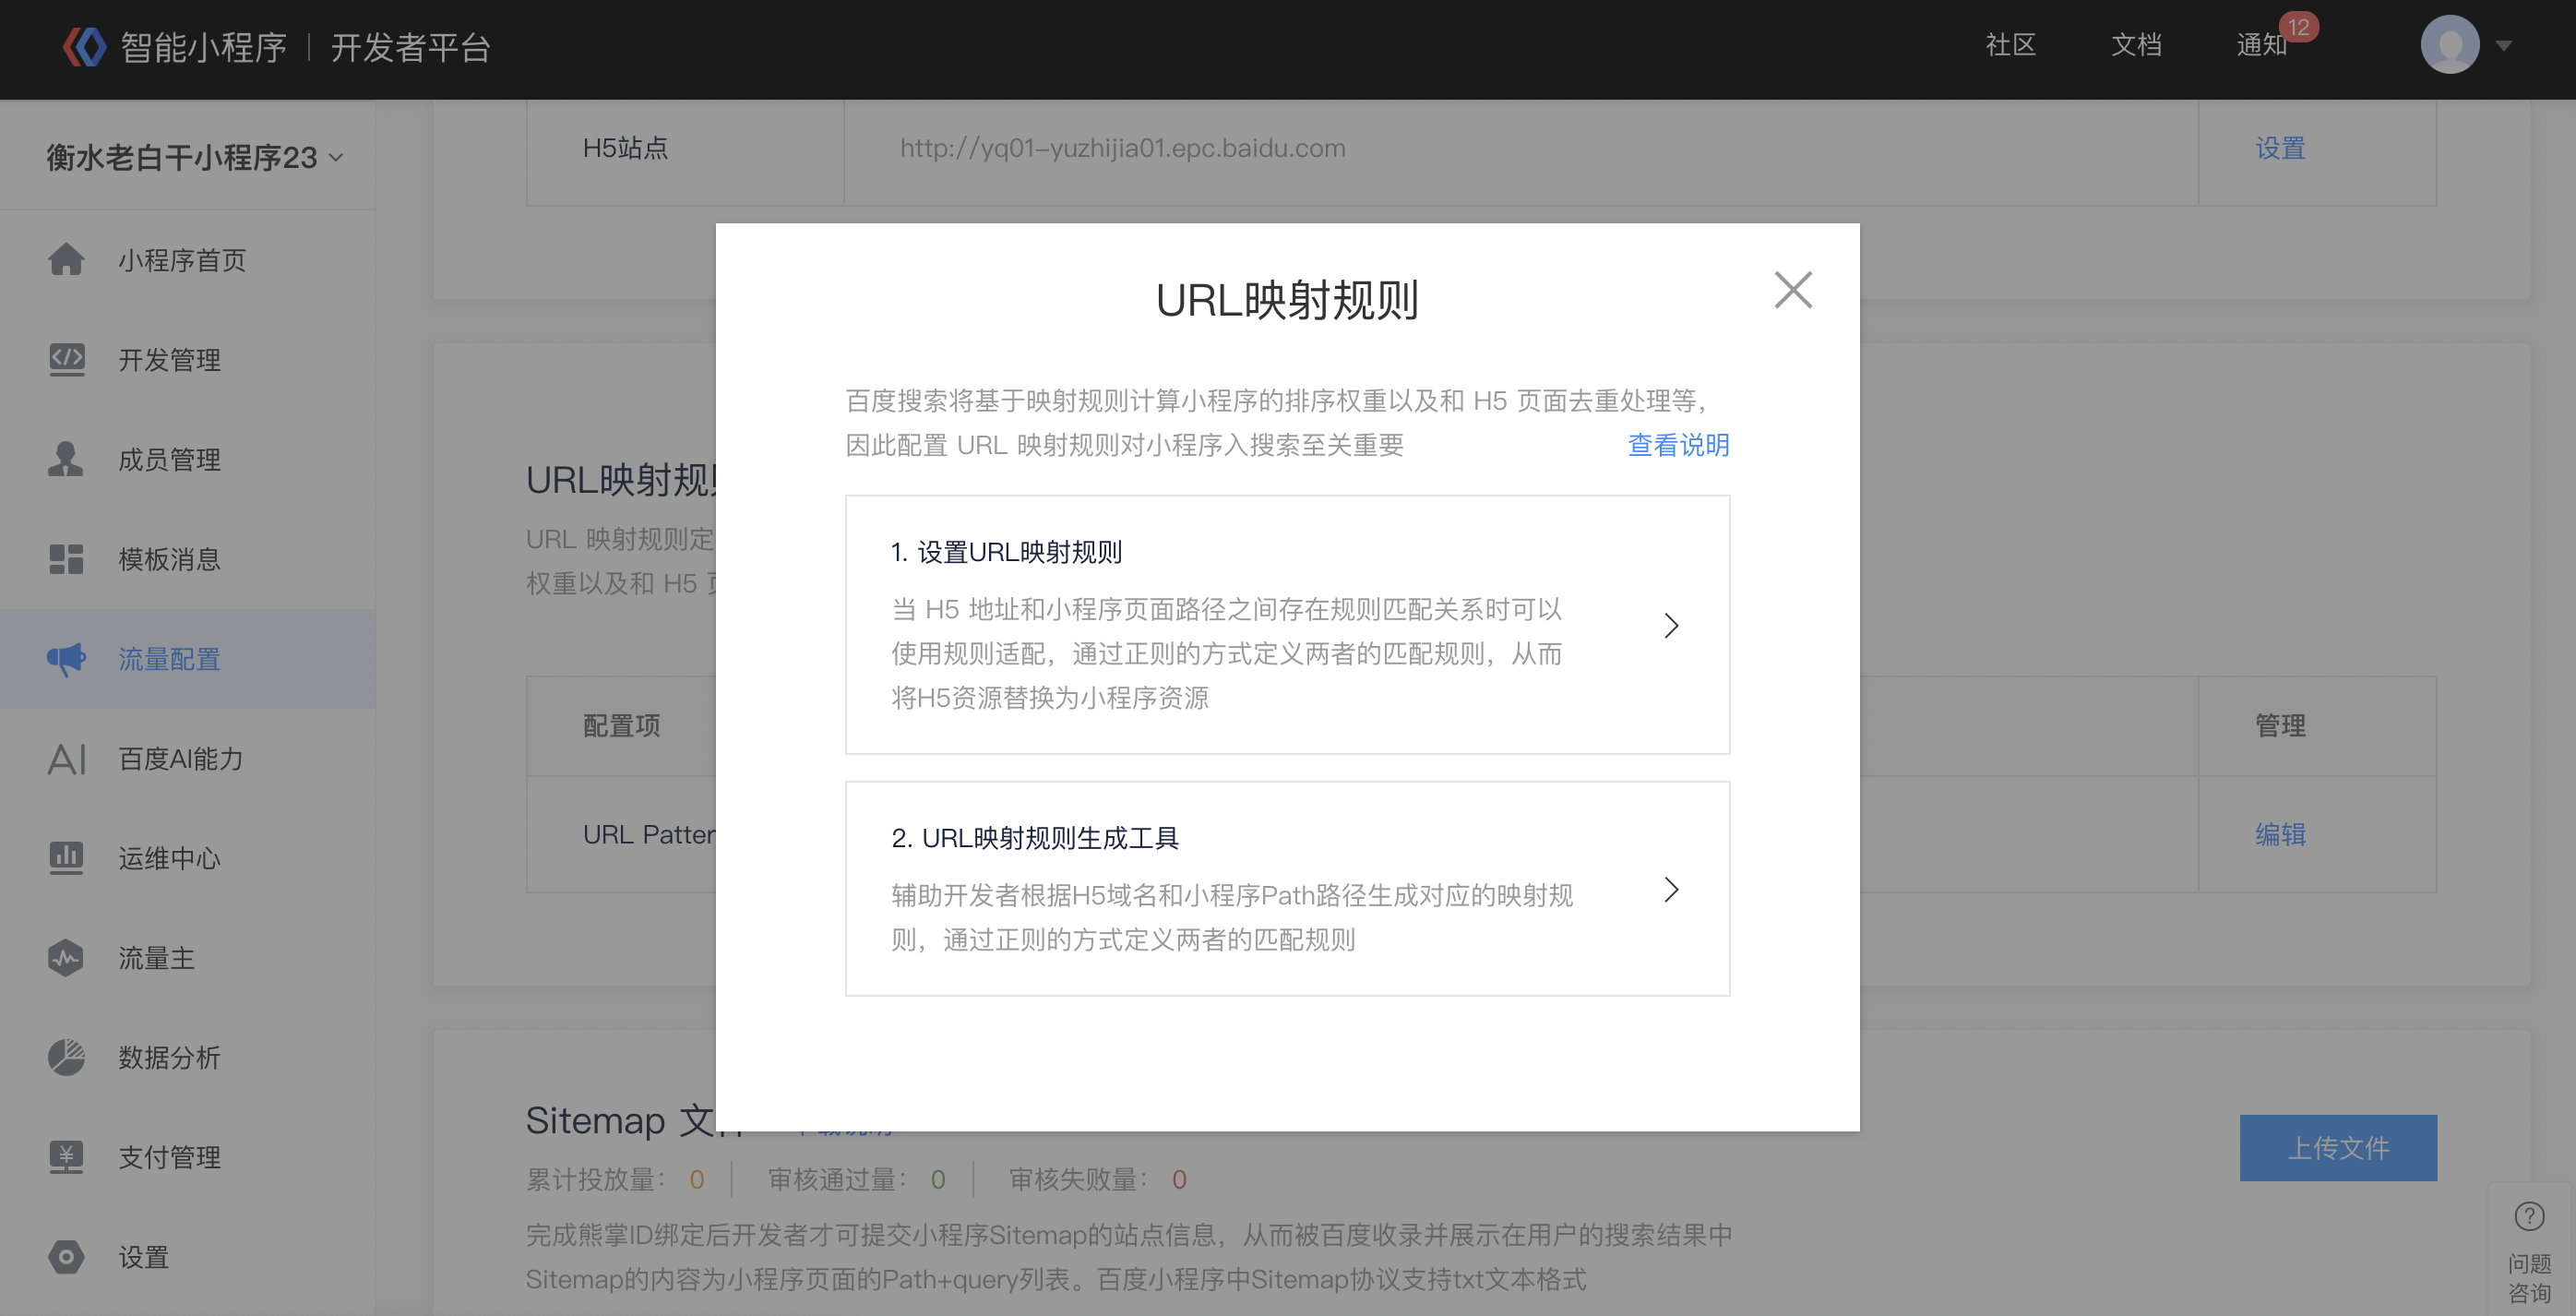 智能小程序 | 开发者平台
社区
文档
通知
12
衡水老白干小程序23
小程序首页
开发管理
成员管理
模板消息
流量配置
AI
百度AI能力
运维中心
流量主
数据分析
支付管理
设置
H5站点
http://yq01-yuzhijia01.epc.baidu.com
设置
URL映射规则
URL 映射规则定
权重以及和 H5
配置项
管理
URL Patter
编辑
URL映射规则
百度搜索将基于映射规则计算小程序的排序权重以及和 H5 页面去重处理等，
因此配置 URL 映射规则对小程序入搜索至关重要
查看说明
1. 设置URL映射规则
当 H5 地址和小程序页面路径之间存在规则匹配关系时可以
使用规则适配，通过正则的方式定义两者的匹配规则，从而
将H5资源替换为小程序资源
2. URL映射规则生成工具
辅助开发者根据H5域名和小程序Path路径生成对应的映射规
则，通过正则的方式定义两者的匹配规则
Sitemap 文件
上传文件
累计投放量： 0 | 审核通过量： 0 | 审核失败量： 0
完成熊掌ID绑定后开发者才可提交小程序Sitemap的站点信息，从而被百度收录并展示在用户的搜索结果中
Sitemap的内容为小程序页面的Path+query列表。百度小程序中Sitemap协议支持txt文本格式
问题
咨询